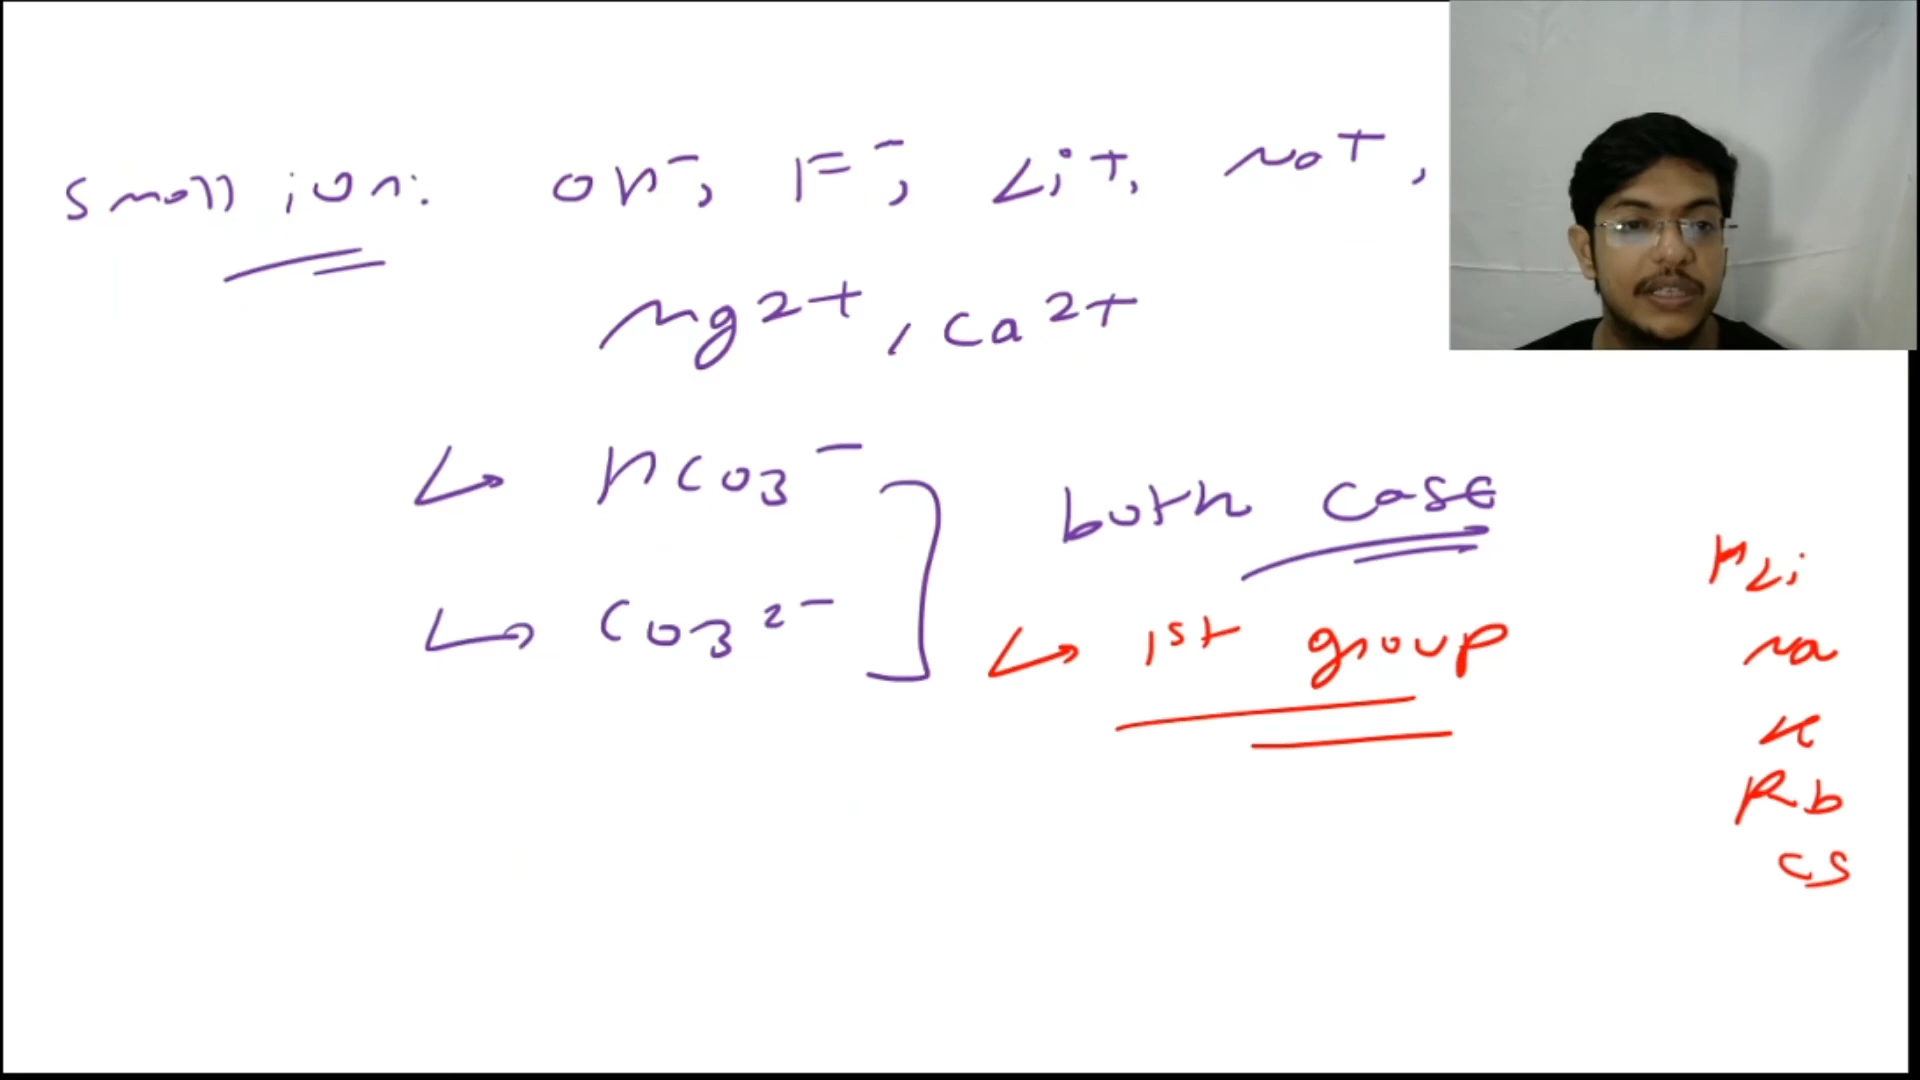 small ion: OH⁻, F⁻, Li⁺, Na⁺,
Mg²⁺, Ca²⁺
↳ HCO₃⁻
both case
↳ CO₃²⁻
↳ 1st group
H Li
Na
K
Rb
Cs